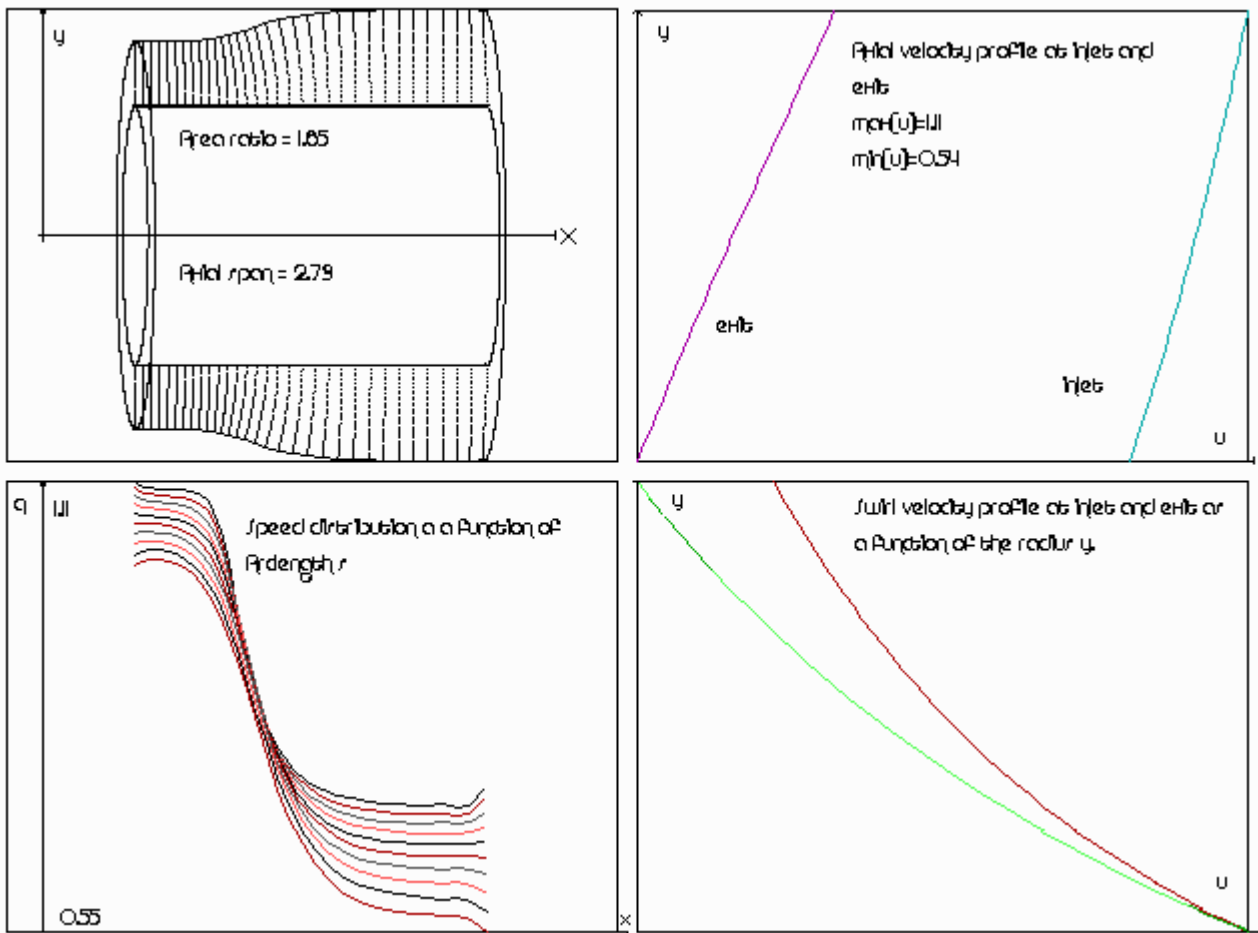 y
Area ratio = 1.85
x
Axial span = 2.79
y
Axial velocity profile at inlet and
exit
max(u)=1.11
min(u)=0.54
exit
inlet
u
q
1.11
Speed distribution a a function of
Arclength s
0.55
x
y
Swirl velocity profile at inlet and exit as
a function of the radius y.
u